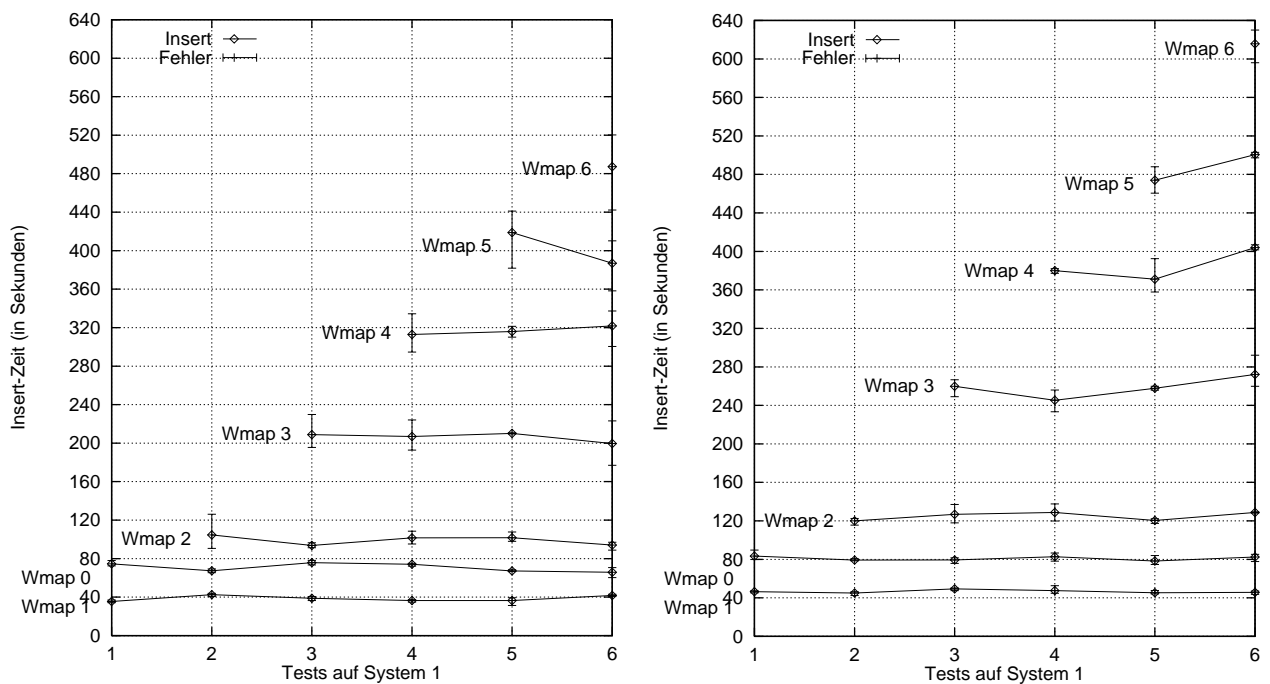 640
600
560
520
480
440
400
360
320
280
240
200
160
120
80
40
0
Insert-Zeit (in Sekunden)
Insert
Fehler
Wmap 6
Wmap 5
Wmap 4
Wmap 3
Wmap 2
Wmap 0
Wmap 1
1 2 3 4 5 6
Tests auf System 1
640
600
560
520
480
440
400
360
320
280
240
200
160
120
80
40
0
Insert-Zeit (in Sekunden)
Insert
Fehler
Wmap 6
Wmap 5
Wmap 4
Wmap 3
Wmap 2
Wmap 0
Wmap 1
1 2 3 4 5 6
Tests auf System 1